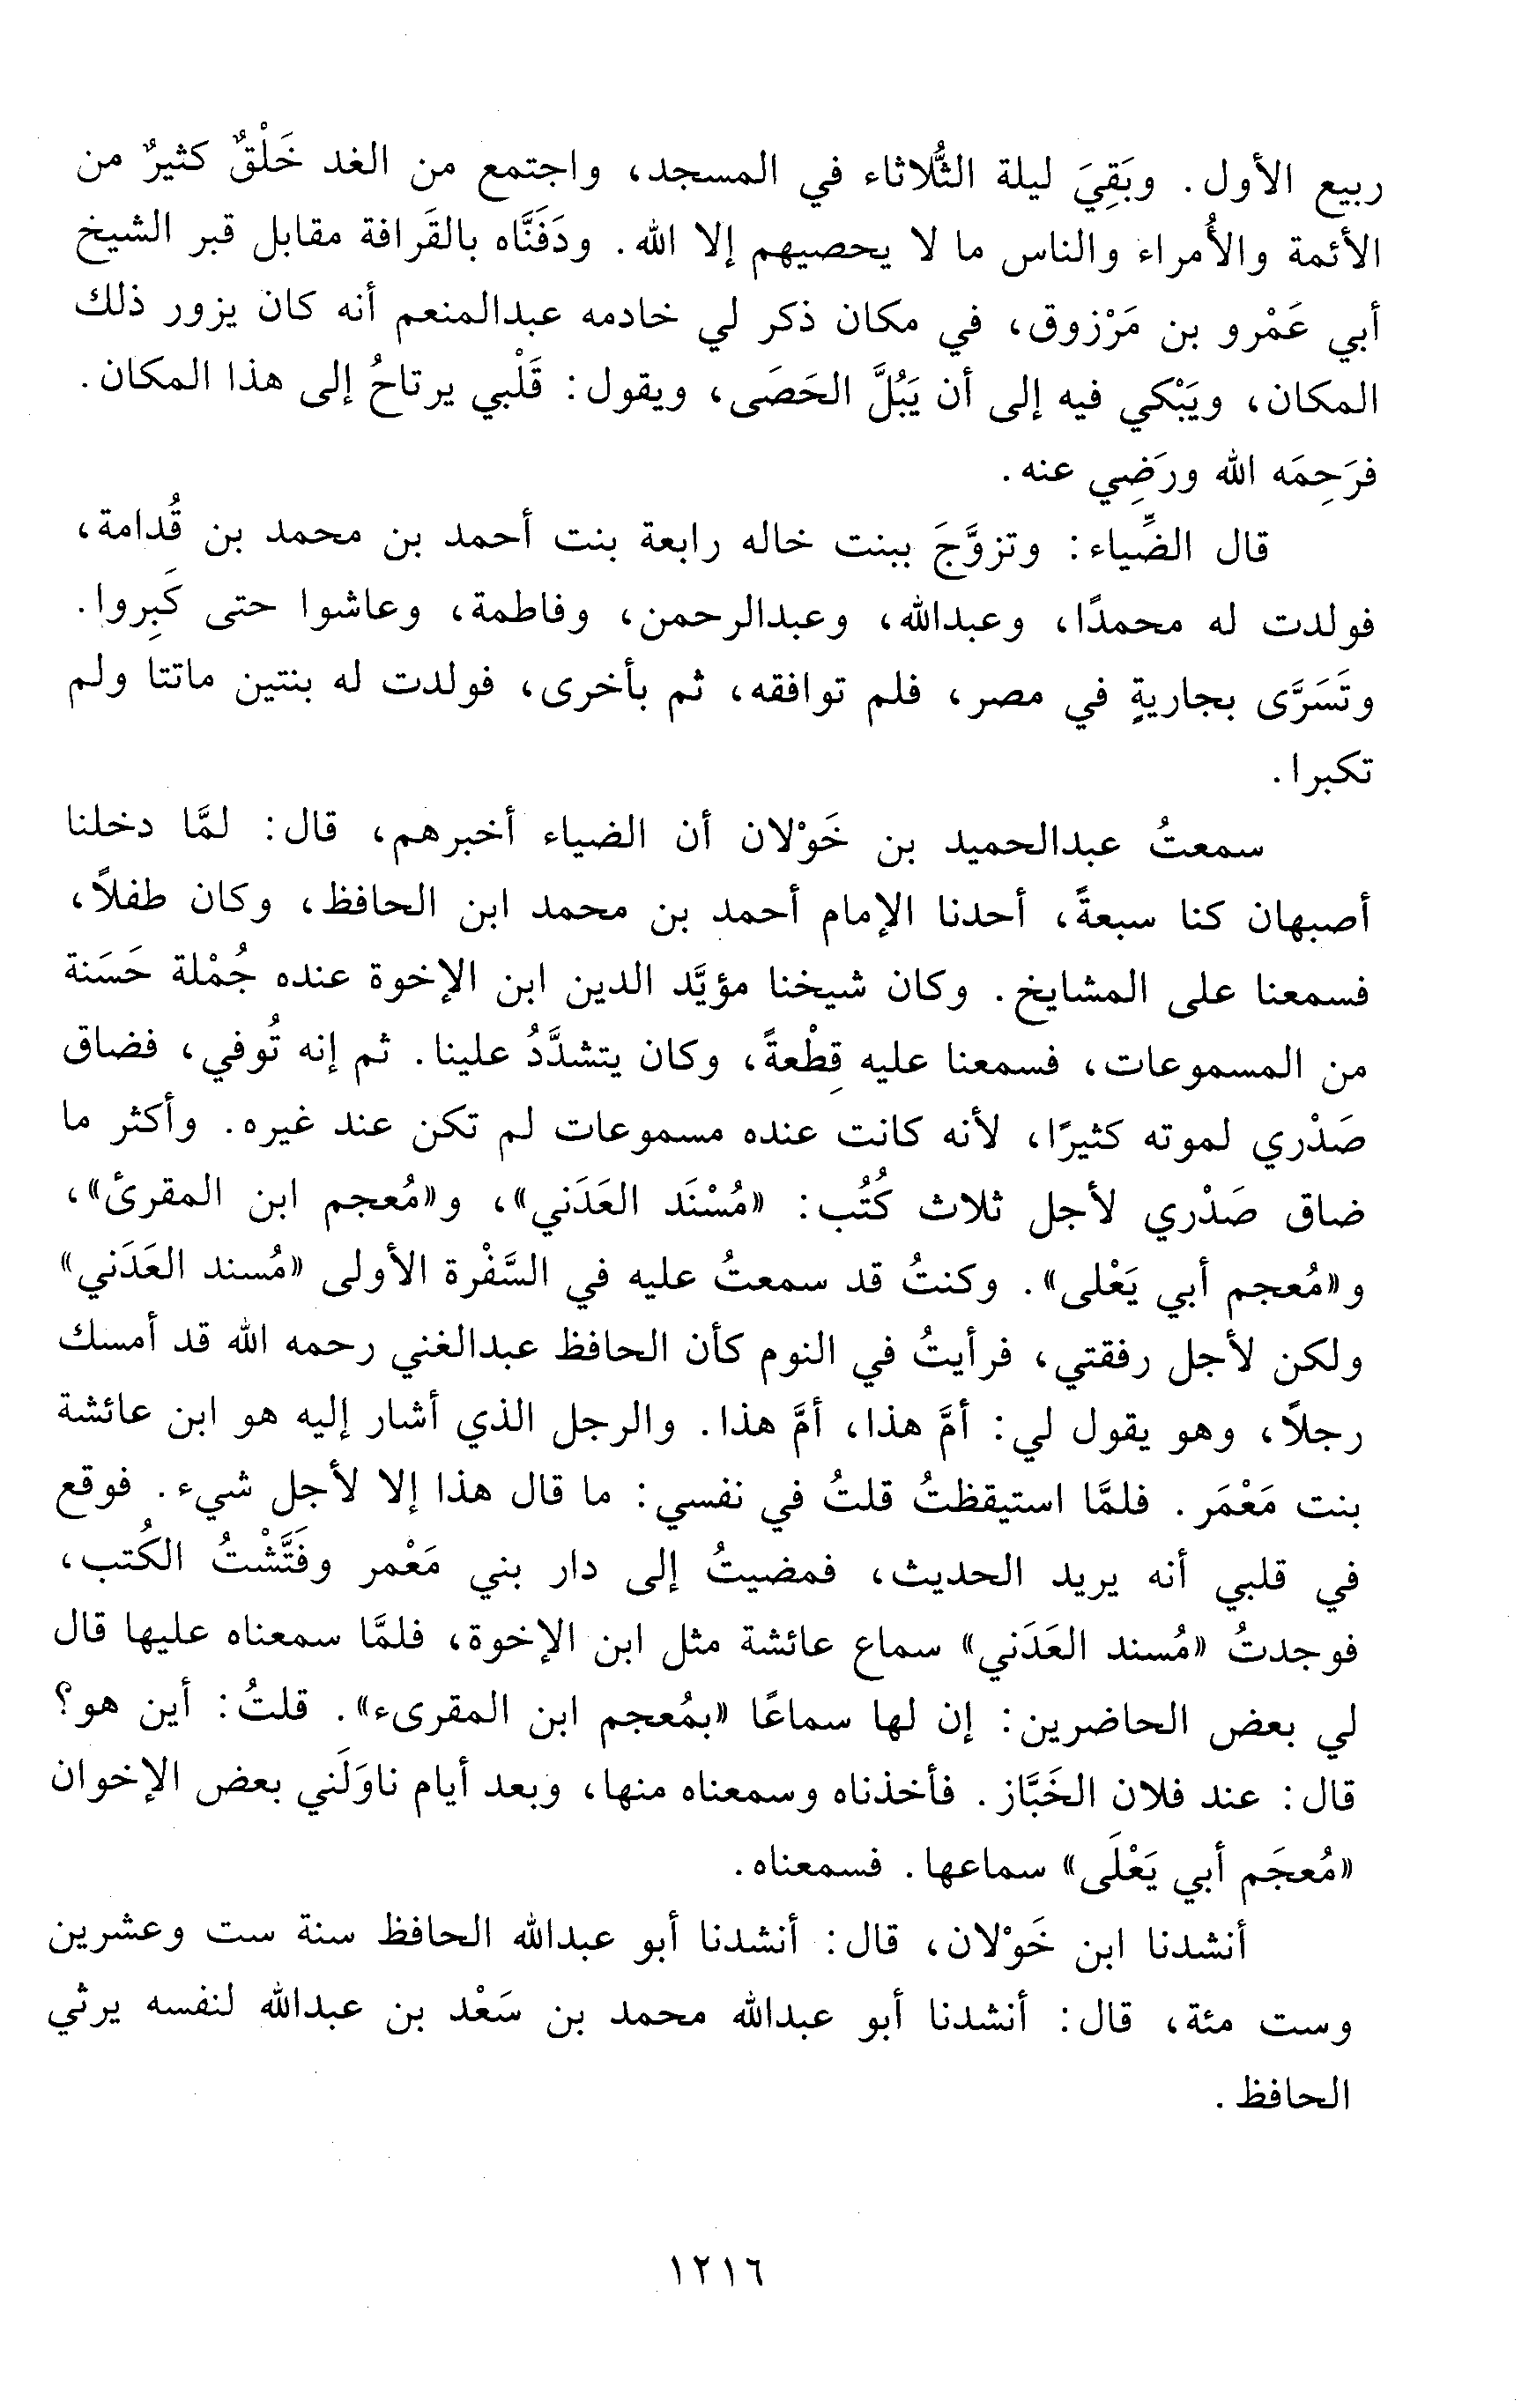 ربيع الأول. وبَقِيَ ليلة الثُّلاثاء في المسجد، واجتمع من الغد خَلْقٌ كثيرٌ من
الأئمة والأُمراء والناس ما لا يحصيهم إلا الله. ودَفَنَّاه بالقَرافة مقابل قبر الشيخ
أبي عَمْرو بن مَرْزوق، في مكان ذكر لي خادمه عبدالمنعم أنه كان يزور ذلك
المكان، ويَبْكي فيه إلى أن يَبُلَّ الحَصَى، ويقول: قَلْبي يرتاحُ إلى هذا المكان.
فرَحِمَه الله ورَضِي عنه.
قال الضِّياء: وتزوَّجَ ببنت خاله رابعة بنت أحمد بن محمد بن قُدامة،
فولدت له محمدًا، وعبدالله، وعبدالرحمن، وفاطمة، وعاشوا حتى كَبِروا.
وتَسَرَّى بجاريةٍ في مصر، فلم توافقه، ثم بأخرى، فولدت له بنتين ماتتا ولم
تكبرا.
سمعتُ عبدالحميد بن خَوْلان أن الضياء أخبرهم، قال: لمَّا دخلنا
أصبهان كنا سبعةً، أحدنا الإمام أحمد بن محمد ابن الحافظ، وكان طفلاً،
فسمعنا على المشايخ. وكان شيخنا مؤيَّد الدين ابن الإخوة عنده جُمْلة حَسَنة
من المسموعات، فسمعنا عليه قِطْعةً، وكان يتشدَّدُ علينا. ثم إنه تُوفي، فضاق
صَدْري لموته كثيرًا، لأنه كانت عنده مسموعات لم تكن عند غيره. وأكثر ما
ضاق صَدْري لأجل ثلاث كُتُب: «مُسْنَد العَدَني»، و«مُعجم ابن المقرئ»،
و«مُعجم أبي يَعْلى». وكنتُ قد سمعتُ عليه في السَّفْرة الأولى «مُسند العَدَني»
ولكن لأجل رفقتي، فرأيتُ في النوم كأن الحافظ عبدالغني رحمه الله قد أمسك
رجلاً، وهو يقول لي: أمَّ هذا، أمَّ هذا. والرجل الذي أشار إليه هو ابن عائشة
بنت مَعْمَر. فلمَّا استيقظتُ قلتُ في نفسي: ما قال هذا إلا لأجل شيء. فوقع
في قلبي أنه يريد الحديث، فمضيتُ إلى دار بني مَعْمر وفَتَّشْتُ الكُتب،
فوجدتُ «مُسند العَدَني» سماع عائشة مثل ابن الإخوة، فلمَّا سمعناه عليها قال
لي بعض الحاضرين: إن لها سماعًا «بمُعجم ابن المقرىء». قلتُ: أين هو؟
قال: عند فلان الخَبَّاز. فأخذناه وسمعناه منها، وبعد أيام ناوَلَني بعض الإخوان
«مُعجَم أبي يَعْلَى» سماعها. فسمعناه.
أنشدنا ابن خَوْلان، قال: أنشدنا أبو عبدالله الحافظ سنة ست وعشرين
وست مئة، قال: أنشدنا أبو عبدالله محمد بن سَعْد بن عبدالله لنفسه يرثي
الحافظ.
١٢١٦